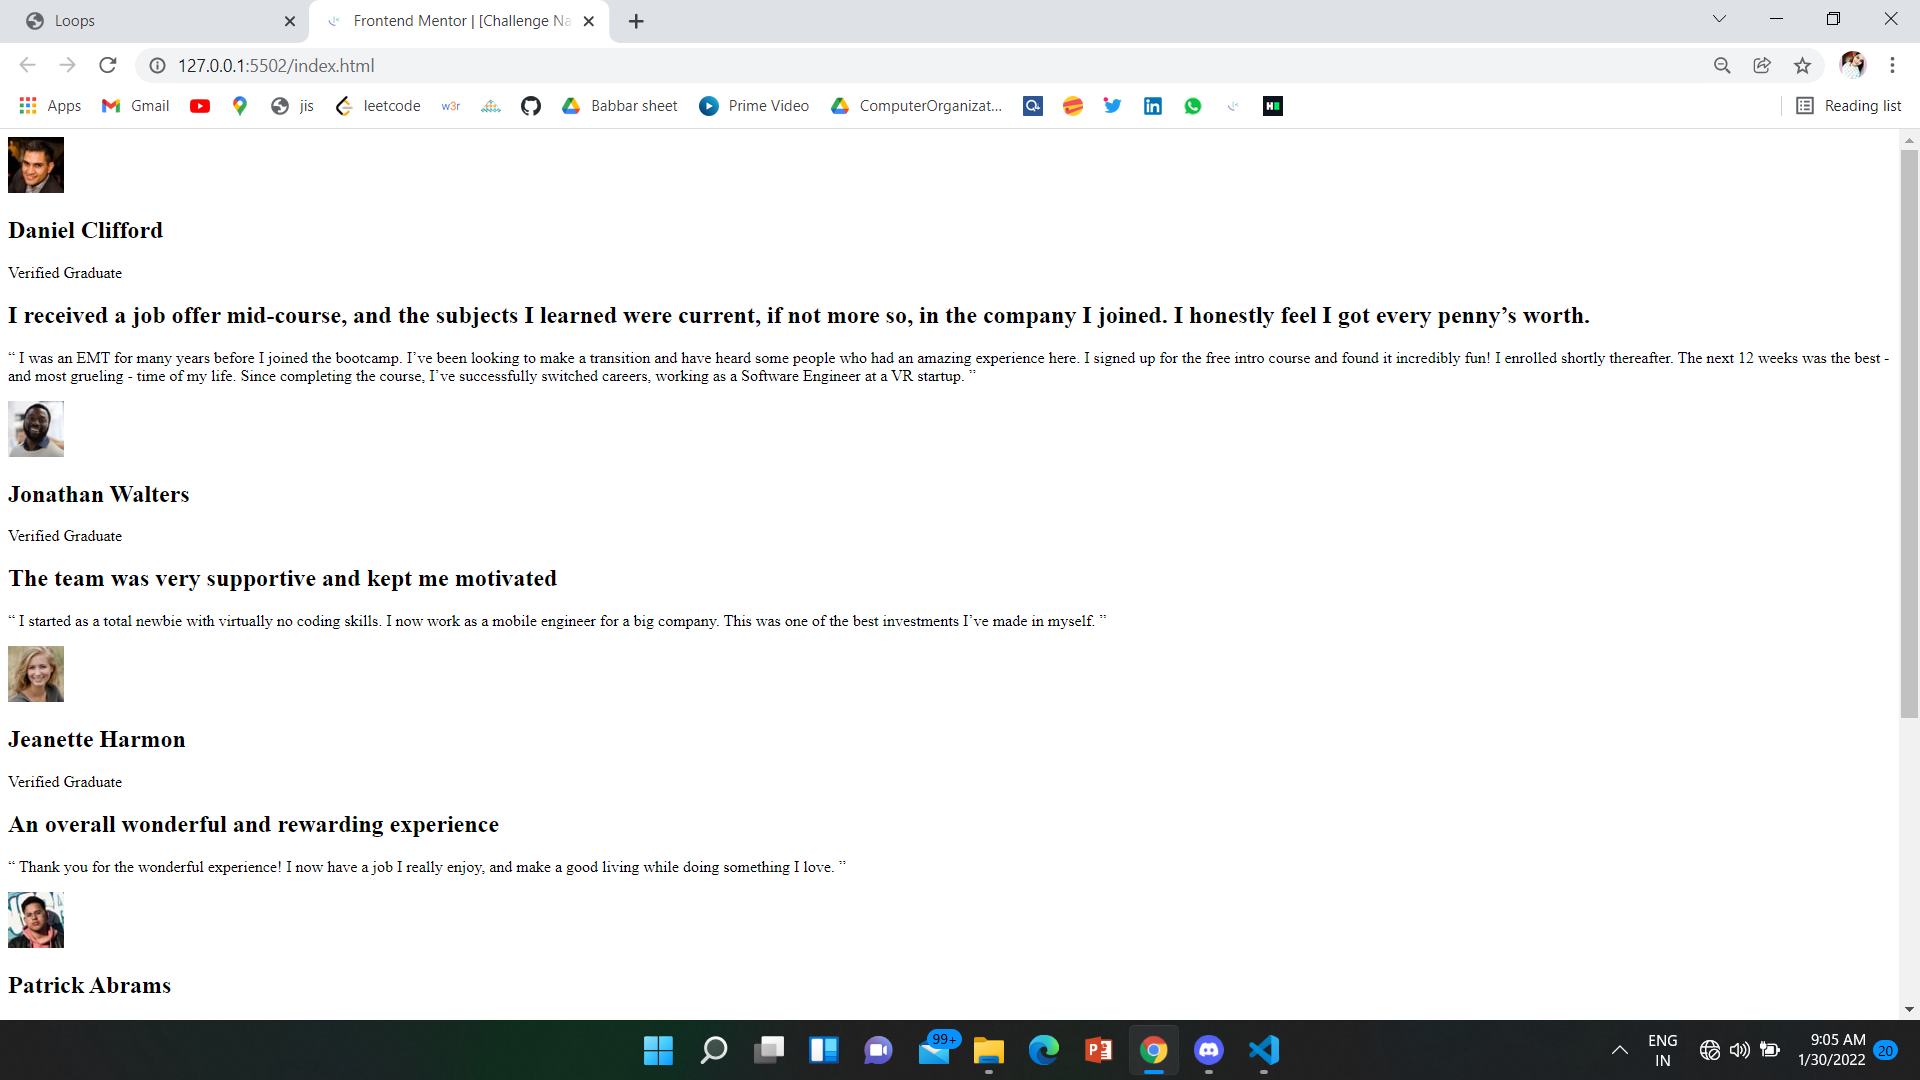 Loops
Frontend Mentor | [Challenge Na
127.0.0.1:5502/index.html
Apps Gmail jis leetcode w3r Babbar sheet Prime Video ComputerOrganizat... Reading list
Daniel Clifford
Verified Graduate
I received a job offer mid-course, and the subjects I learned were current, if not more so, in the company I joined. I honestly feel I got every penny’s worth.
“ I was an EMT for many years before I joined the bootcamp. I’ve been looking to make a transition and have heard some people who had an amazing experience here. I signed up for the free intro course and found it incredibly fun! I enrolled shortly thereafter. The next 12 weeks was the best -
and most grueling - time of my life. Since completing the course, I’ve successfully switched careers, working as a Software Engineer at a VR startup. ”
Jonathan Walters
Verified Graduate
The team was very supportive and kept me motivated
“ I started as a total newbie with virtually no coding skills. I now work as a mobile engineer for a big company. This was one of the best investments I’ve made in myself. ”
Jeanette Harmon
Verified Graduate
An overall wonderful and rewarding experience
“ Thank you for the wonderful experience! I now have a job I really enjoy, and make a good living while doing something I love. ”
Patrick Abrams
99+
ENG
IN
9:05 AM
1/30/2022
20